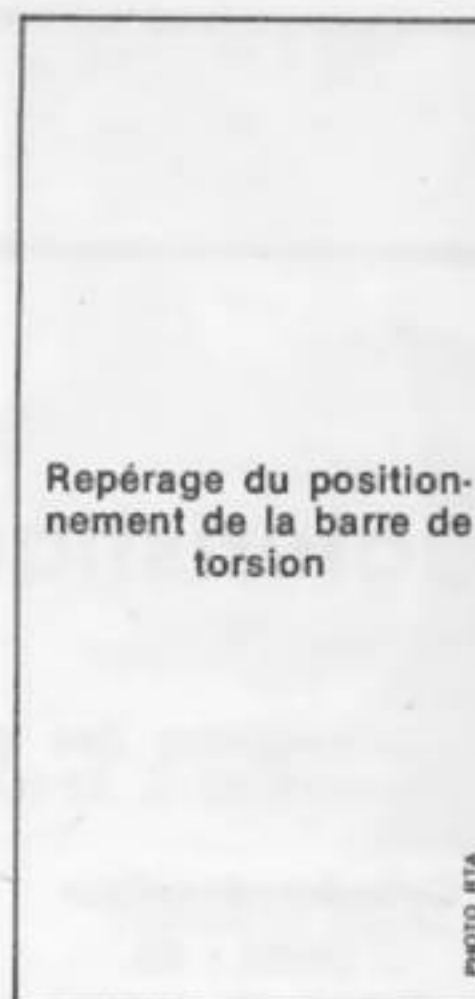 Repérage du position-
nement de la barre de
torsion
PHOTO RTA